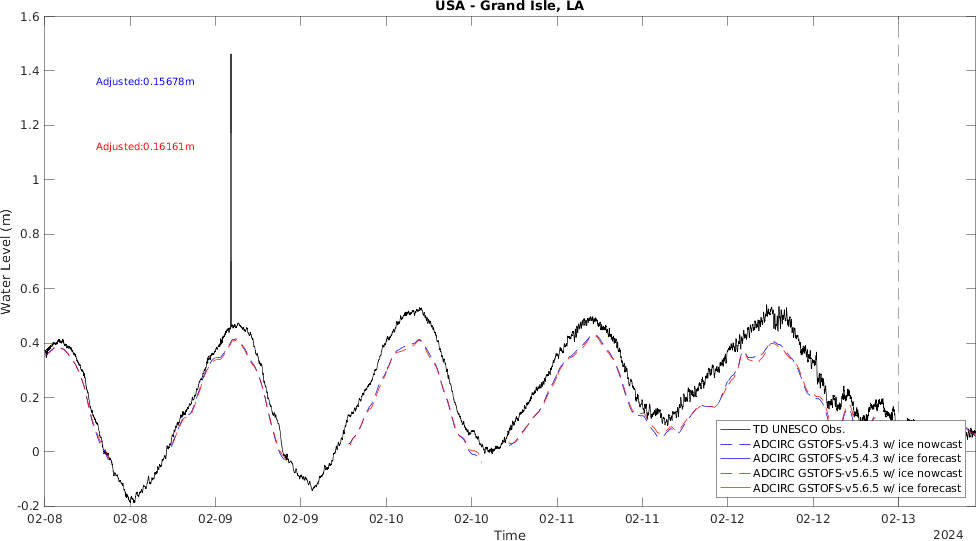 USA - Grand Isle, LA
1.6
1.4
1.2
1
0.8
0.6
0.4
0.2
0
-0.2
Water Level (m)
Adjusted:0.15678m
Adjusted:0.16161m
TD UNESCO Obs.
ADCIRC GSTOFS-v5.4.3 w/ ice nowcast
ADCIRC GSTOFS-v5.4.3 w/ ice forecast
ADCIRC GSTOFS-v5.6.5 w/ ice nowcast
ADCIRC GSTOFS-v5.6.5 w/ ice forecast
02-08 02-08 02-09 02-09 02-10 02-10 02-11 02-11 02-12 02-12 02-13
Time
2024